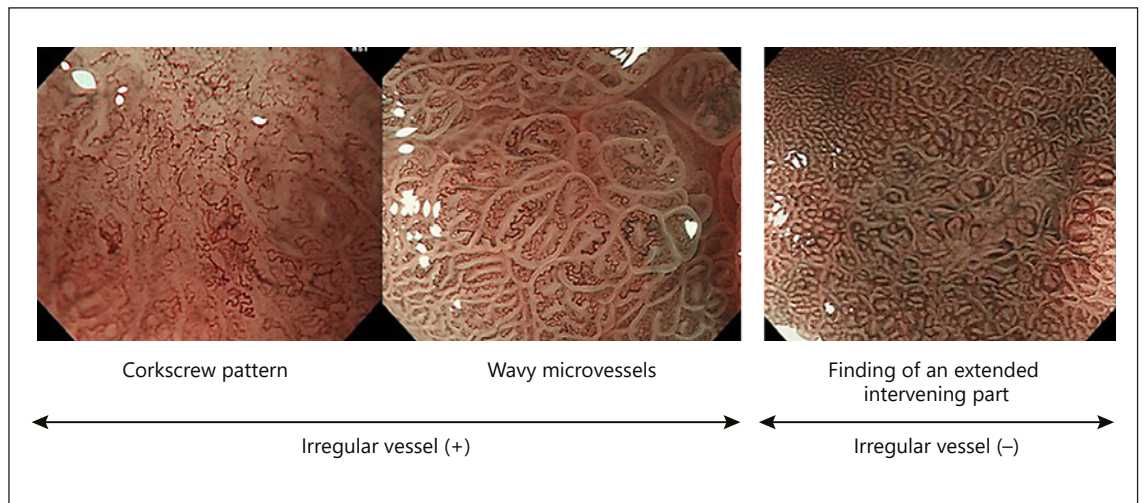 Corkscrew pattern
Wavy microvessels
Finding of an extended
intervening part
Irregular vessel (+)
Irregular vessel (–)